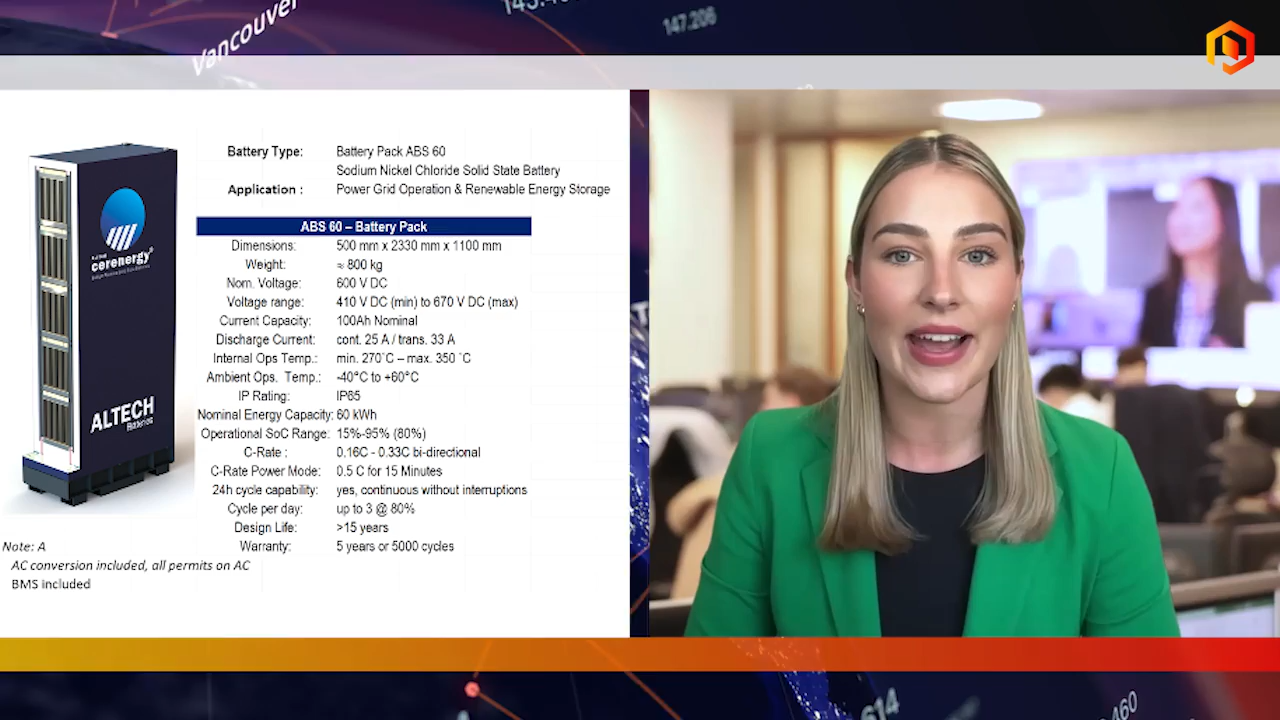 Vancouver
147.206
Battery Type: Battery Pack ABS 60
Sodium Nickel Chloride Solid State Battery
Application : Power Grid Operation & Renewable Energy Storage
ABS 60 – Battery Pack
Dimensions: 500 mm x 2330 mm x 1100 mm
Weight: ≈ 800 kg
Nom. Voltage: 600 V DC
Voltage range: 410 V DC (min) to 670 V DC (max)
Current Capacity: 100Ah Nominal
Discharge Current: cont. 25 A / trans. 33 A
Internal Ops Temp.: min. 270°C – max. 350 °C
Ambient Ops. Temp.: -40°C to +60°C
IP Rating: IP65
Nominal Energy Capacity: 60 kWh
Operational SoC Range: 15%-95% (80%)
C-Rate : 0.16C - 0.33C bi-directional
C-Rate Power Mode: 0.5 C for 15 Minutes
24h cycle capability: yes, continuous without interruptions
Cycle per day: up to 3 @ 80%
Design Life: >15 years
Warranty: 5 years or 5000 cycles
cerenergy®
ALTECH
Batteries
Note: A
AC conversion included, all permits on AC
BMS included
614
460